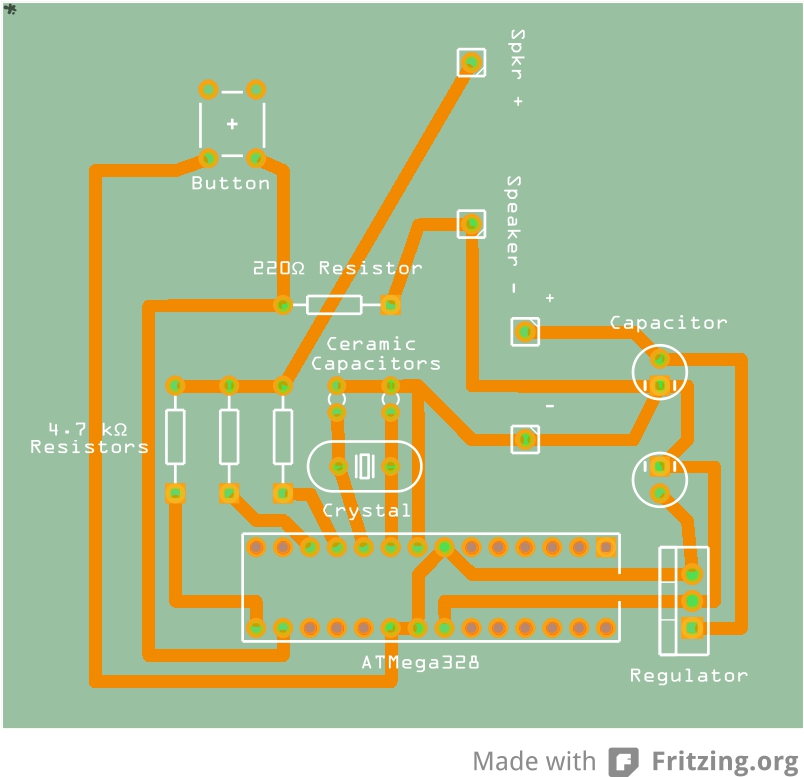 *
Spkr +
+
Button
Speaker -
220Ω Resistor
+
Capacitor
Ceramic
Capacitors
-
4.7 kΩ
Resistors
Crystal
ATMega328
Regulator
Made with Fritzing.org